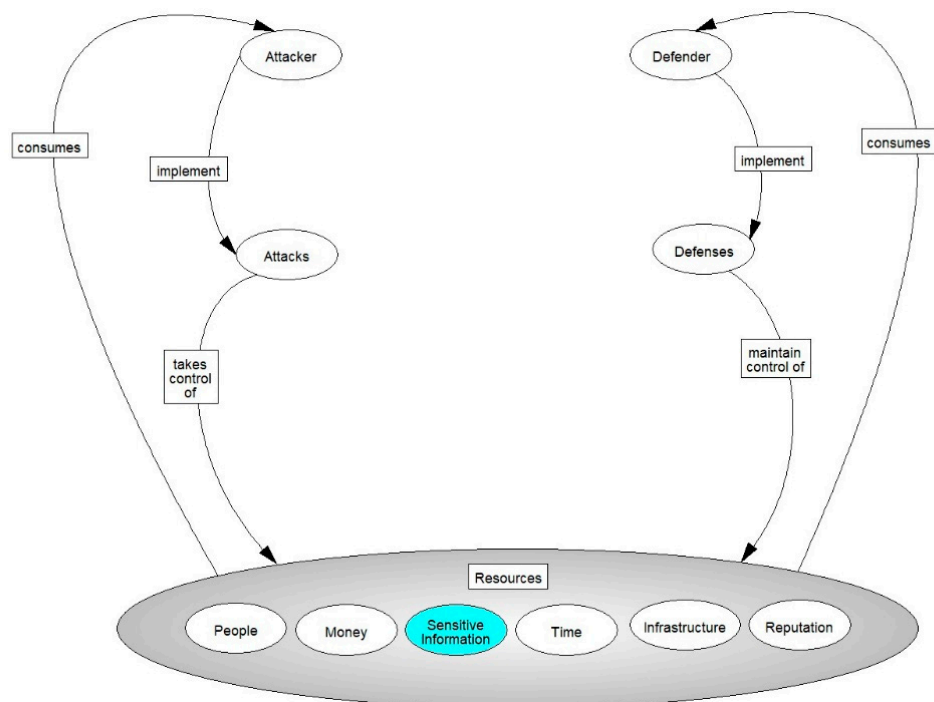 Attacker
Defender
consumes
consumes
implement
implement
Attacks
Defenses
takes
control
of
maintain
control of
Resources
People
Money
Sensitive
Information
Time
Infrastructure
Reputation